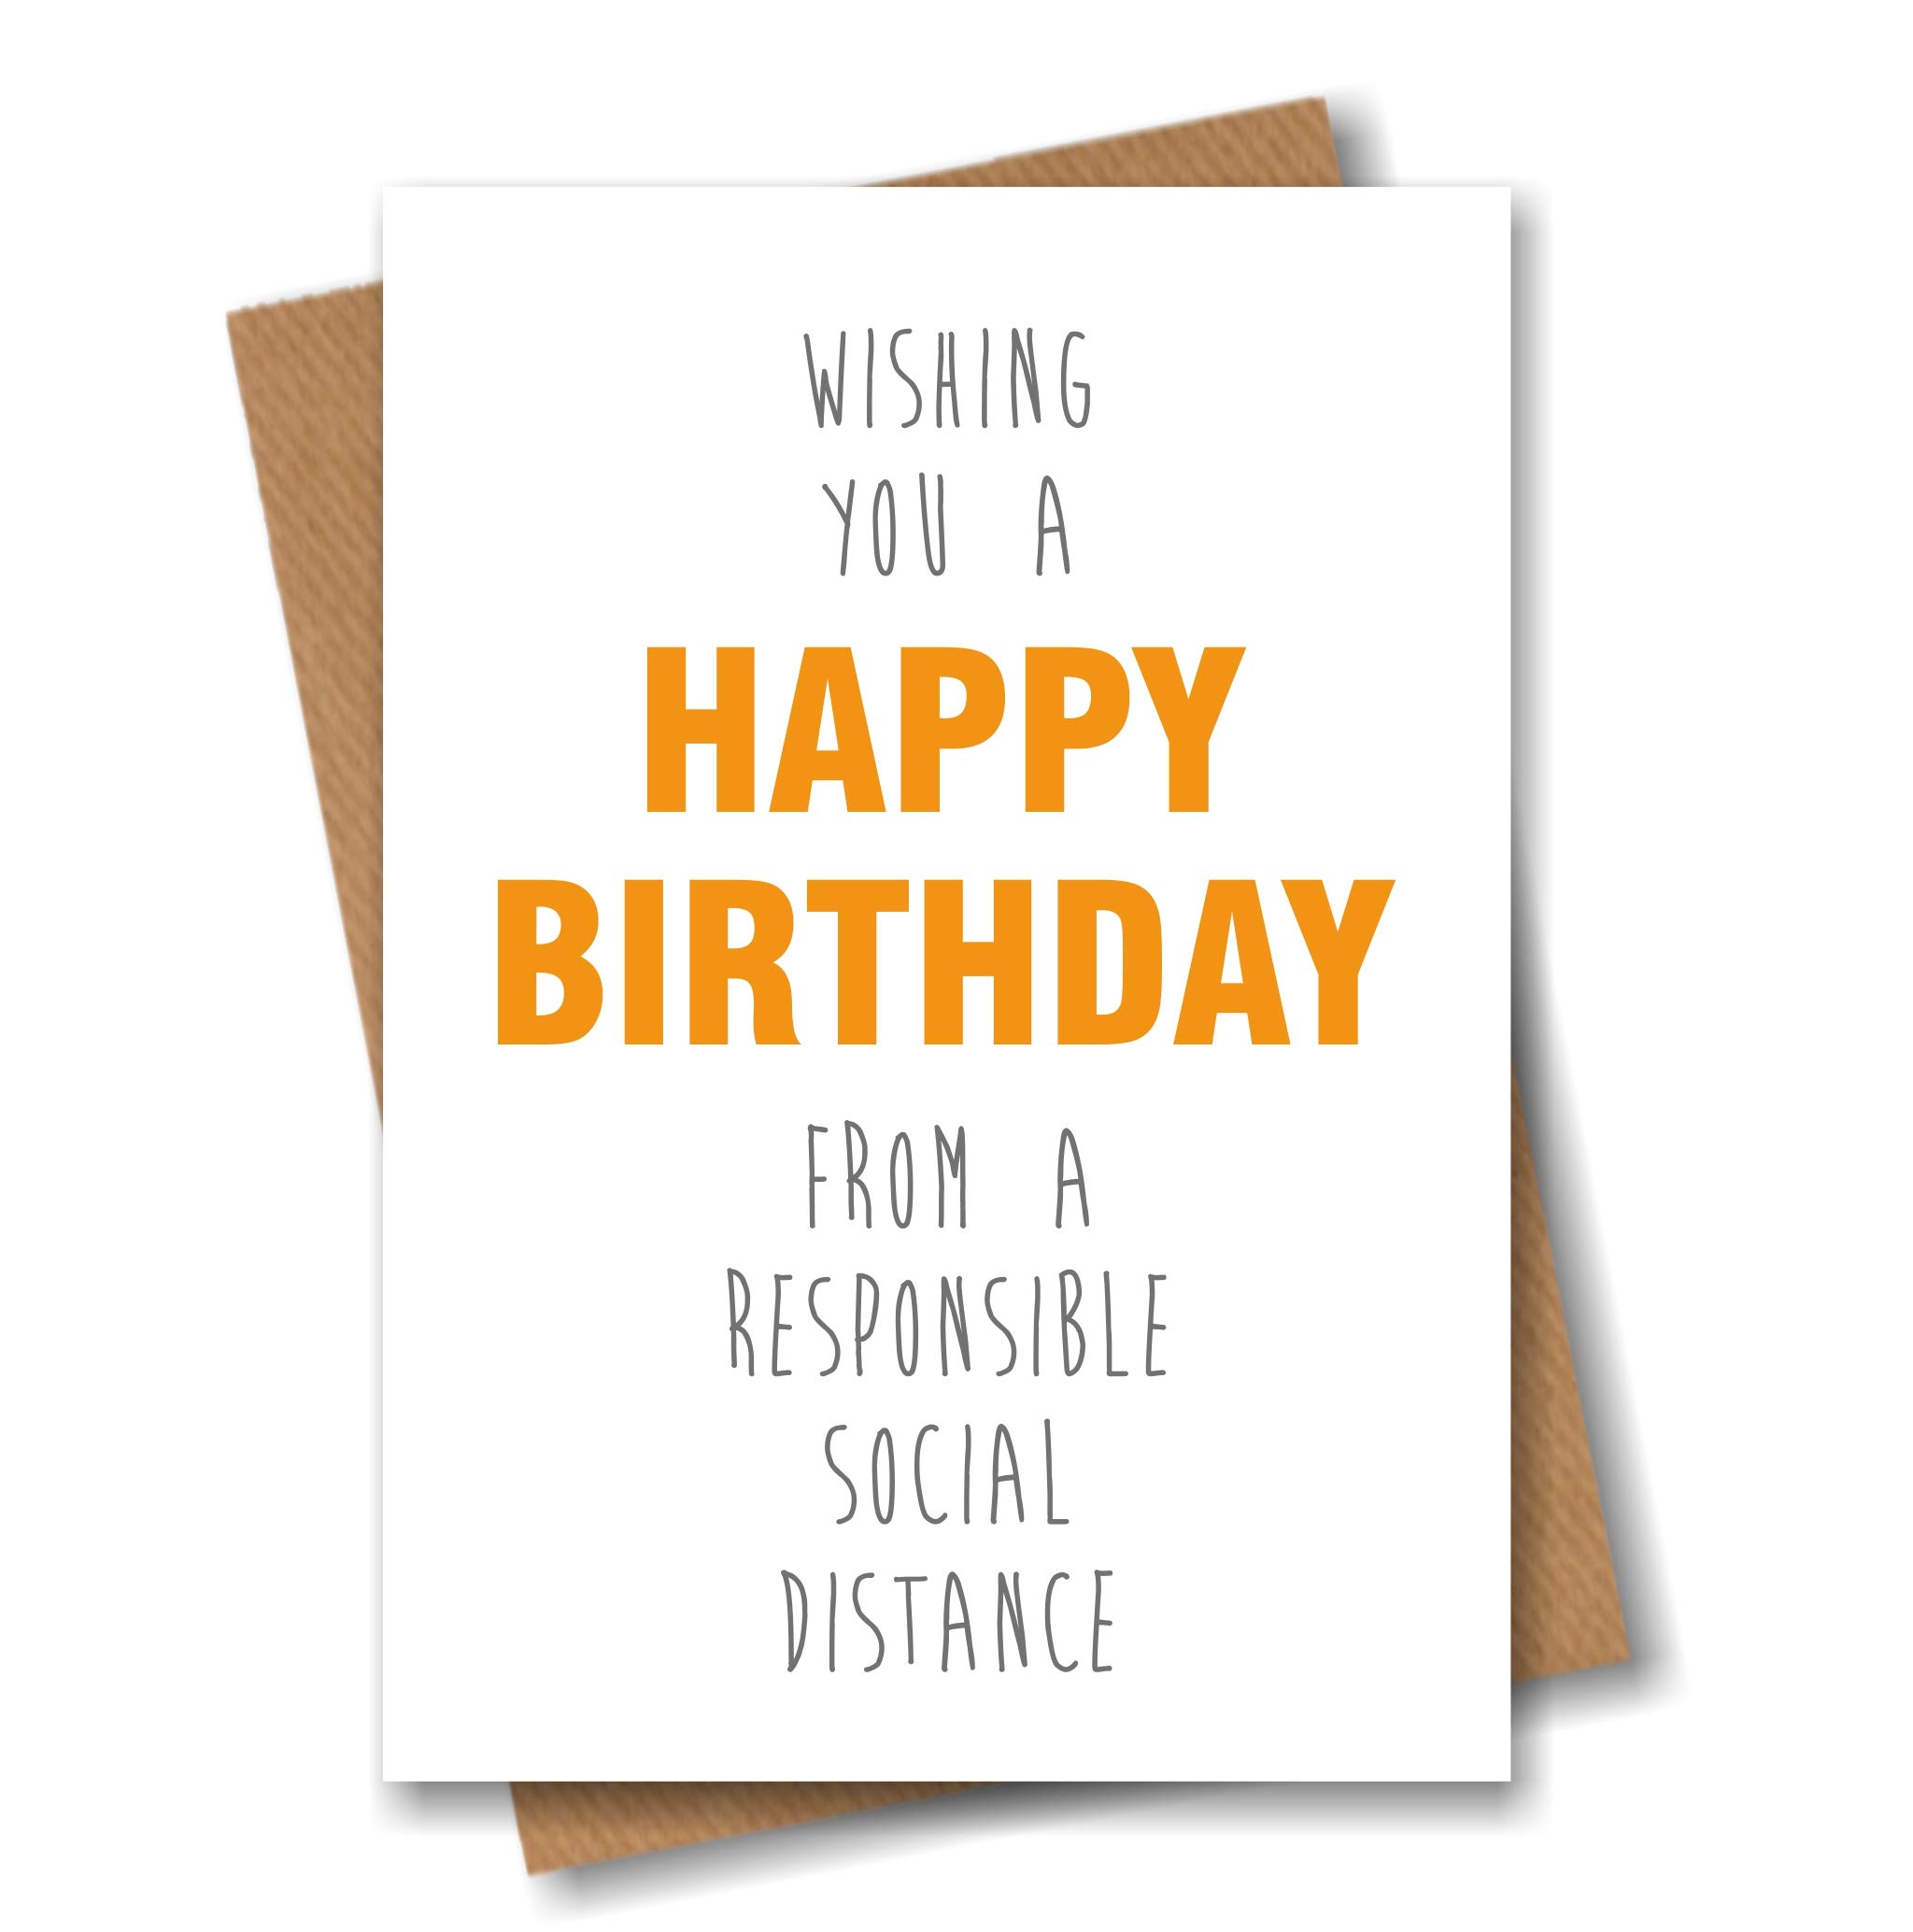 WISHING
YOU A
HAPPY
BIRTHDAY
FROM A
RESPONSIBLE
SOCIAL
DISTANCE